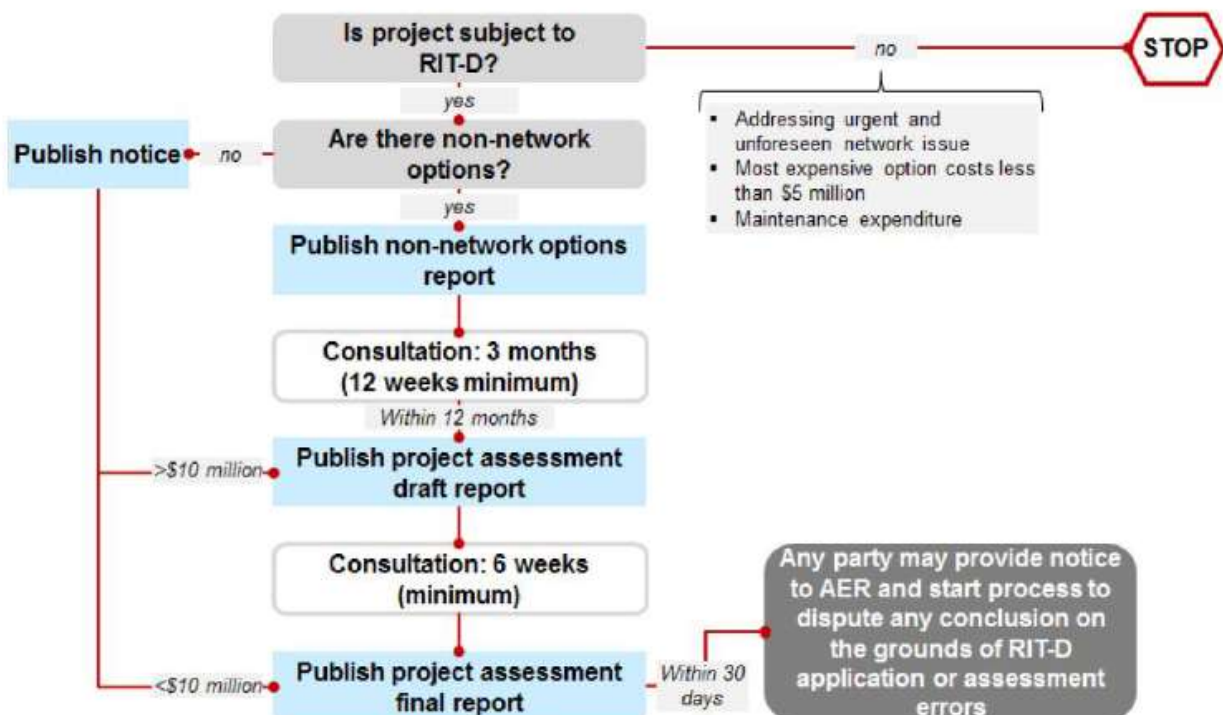 Is project subject to
RIT-D?
no
STOP
yes
▪ Addressing urgent and
unforeseen network issue
▪ Most expensive option costs less
than $5 million
▪ Maintenance expenditure
Publish notice
no
Are there non-network
options?
yes
Publish non-network options
report
Consultation: 3 months
(12 weeks minimum)
Within 12 months
>$10 million
Publish project assessment
draft report
Consultation: 6 weeks
(minimum)
<$10 million
Publish project assessment
final report
Within 30
days
Any party may provide notice
to AER and start process to
dispute any conclusion on
the grounds of RIT-D
application or assessment
errors